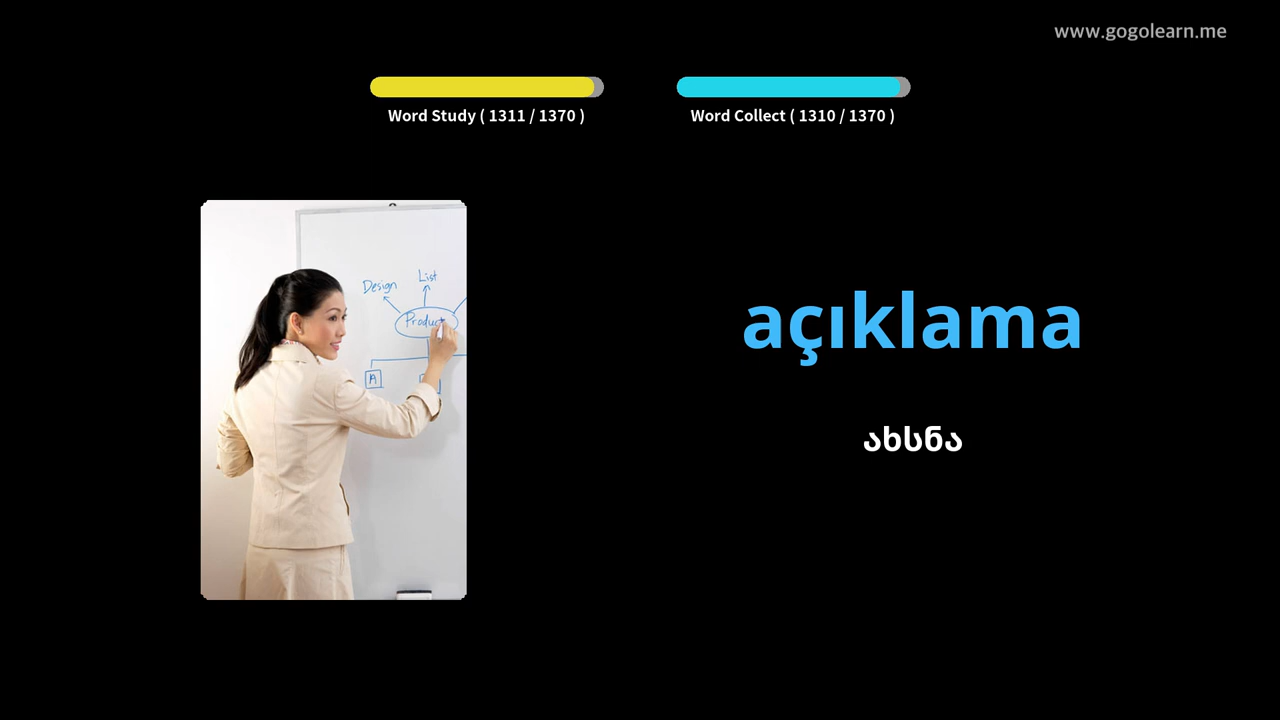 www.gogolearn.me
Word Study ( 1311 / 1370 )
Word Collect ( 1310 / 1370 )
List
Design
Product
A
açıklama
ახსნა